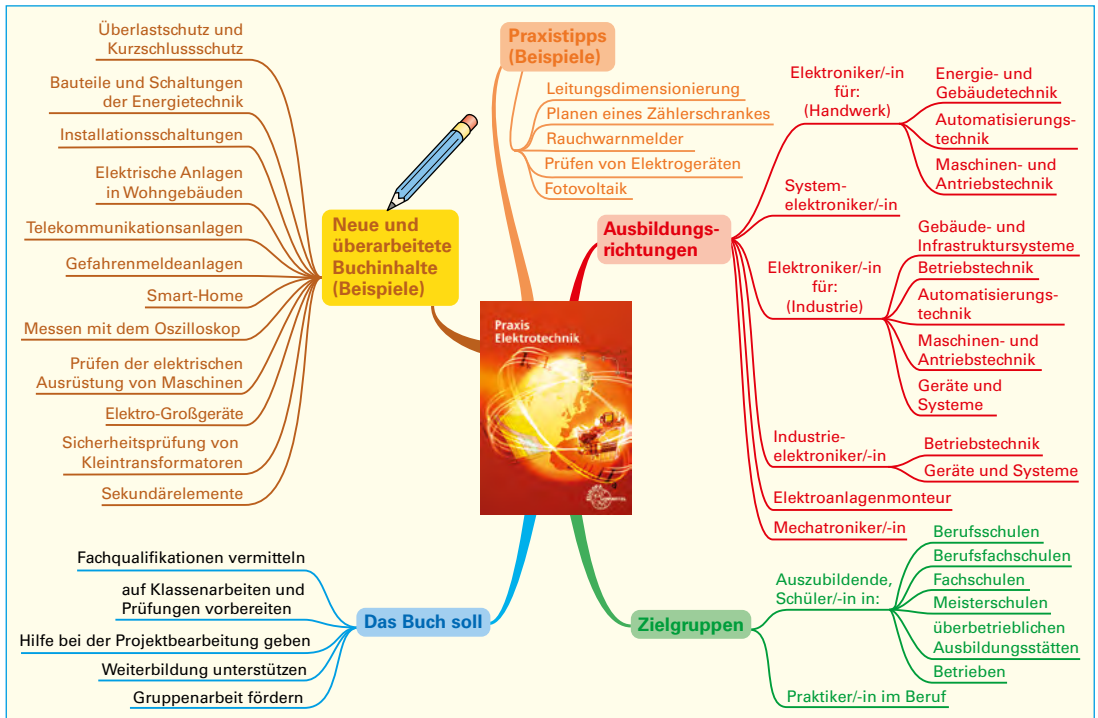 Überlastschutz und
Kurzschlussschutz
Bauteile und Schaltungen
der Energietechnik
Installationsschaltungen
Elektrische Anlagen
in Wohngebäuden
Telekommunikationsanlagen
Gefahrenmeldeanlagen
Smart-Home
Messen mit dem Oszilloskop
Prüfen der elektrischen
Ausrüstung von Maschinen
Elektro-Großgeräte
Sicherheitsprüfung von
Kleintransformatoren
Sekundärelemente
Neue und
überarbeitete
Buchinhalte
(Beispiele)
Praxistipps
(Beispiele)
Leitungsdimensionierung
Planen eines Zählerschrankes
Rauchwarnmelder
Prüfen von Elektrogeräten
Fotovoltaik
Praxis
Elektrotechnik
Ausbildungs-
richtungen
Elektroniker/-in
für:
(Handwerk)
Energie- und
Gebäudetechnik
Automatisierungs-
technik
Maschinen- und
Antriebstechnik
System-
elektroniker/-in
Elektroniker/-in
für:
(Industrie)
Gebäude- und
Infrastruktursysteme
Betriebstechnik
Automatisierungs-
technik
Maschinen- und
Antriebstechnik
Geräte und
Systeme
Industrie-
elektroniker/-in
Betriebstechnik
Geräte und Systeme
Elektroanlagenmonteur
Mechatroniker/-in
Das Buch soll
Fachqualifikationen vermitteln
auf Klassenarbeiten und
Prüfungen vorbereiten
Hilfe bei der Projektbearbeitung geben
Weiterbildung unterstützen
Gruppenarbeit fördern
Zielgruppen
Auszubildende,
Schüler/-in in:
Berufsschulen
Berufsfachschulen
Fachschulen
Meisterschulen
überbetrieblichen
Ausbildungsstätten
Betrieben
Praktiker/-in im Beruf